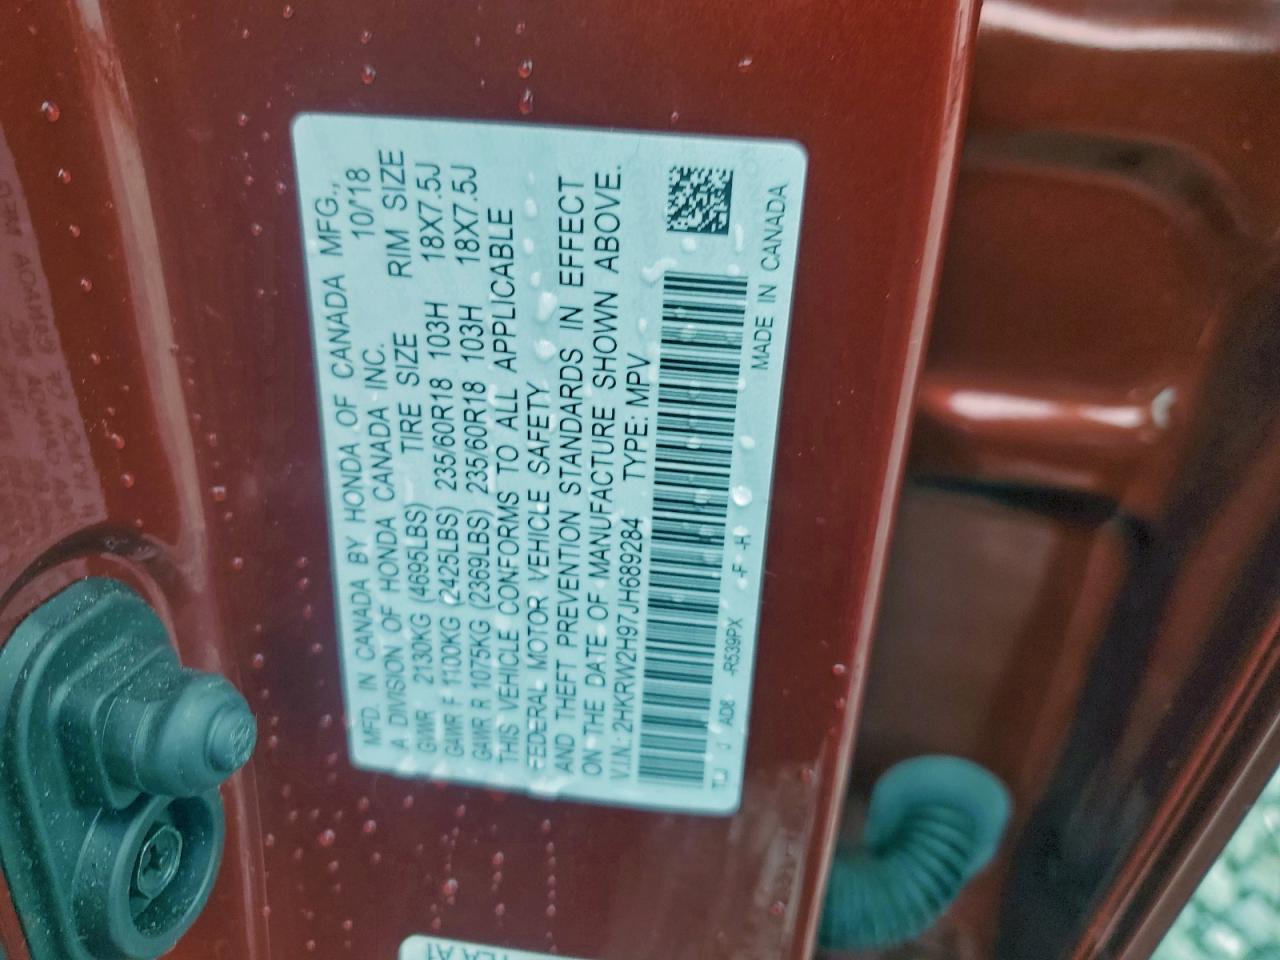 MFD. IN CANADA BY HONDA OF CANADA MFG.,
A DIVISION OF HONDA CANADA INC. 10/'18
GVWR 2130KG (4695LBS) TIRE SIZE RIM SIZE
GAWR F 1100KG (2425LBS) 235/60R18 103H 18X7.5J
GAWR R 1075KG (2369LBS) 235/60R18 103H 18X7.5J
THIS VEHICLE CONFORMS TO ALL APPLICABLE
FEDERAL MOTOR VEHICLE SAFETY
AND THEFT PREVENTION STANDARDS IN EFFECT
ON THE DATE OF MANUFACTURE SHOWN ABOVE.
V.I.N.: 2HKRW2H97JH689284 TYPE: MPV
TJJ J AD8 -R539PX -F -H MADE IN CANADA